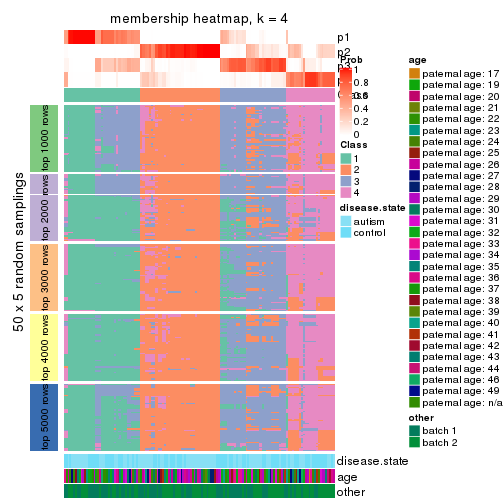 membership heatmap, k = 4
p1
p2
p3
Prob
1
0.8
0.6
0.4
0.2
0
Class
1
2
3
4
disease.state
autism
control
age
paternal age: 17
paternal age: 19
paternal age: 20
paternal age: 21
paternal age: 22
paternal age: 23
paternal age: 24
paternal age: 25
paternal age: 26
paternal age: 27
paternal age: 28
paternal age: 29
paternal age: 30
paternal age: 31
paternal age: 32
paternal age: 33
paternal age: 34
paternal age: 35
paternal age: 36
paternal age: 37
paternal age: 38
paternal age: 39
paternal age: 40
paternal age: 41
paternal age: 42
paternal age: 43
paternal age: 44
paternal age: 46
paternal age: 49
paternal age: n/a
other
batch 1
batch 2
50 x 5 random samplings
top 1000 rows
top 2000 rows
top 3000 rows
top 4000 rows
top 5000 rows
disease.state
age
other